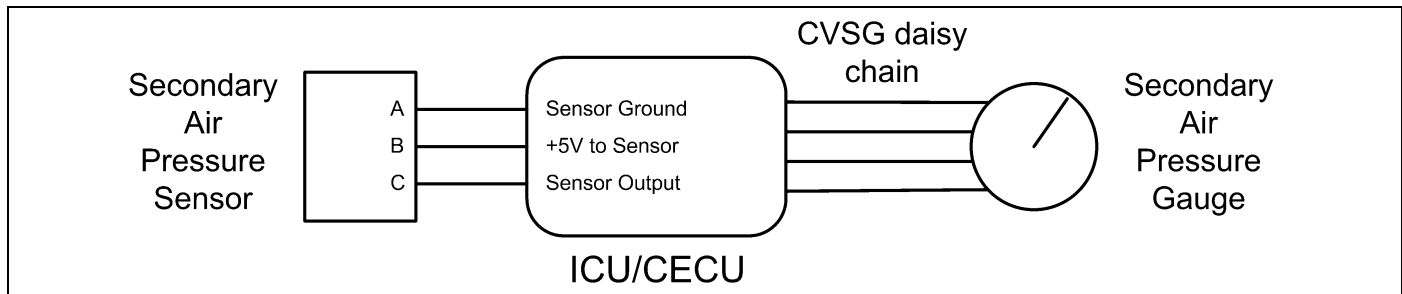 Secondary
Air
Pressure
Sensor
A
B
C
Sensor Ground
+5V to Sensor
Sensor Output
ICU/CECU
CVSG daisy
chain
Secondary
Air
Pressure
Gauge